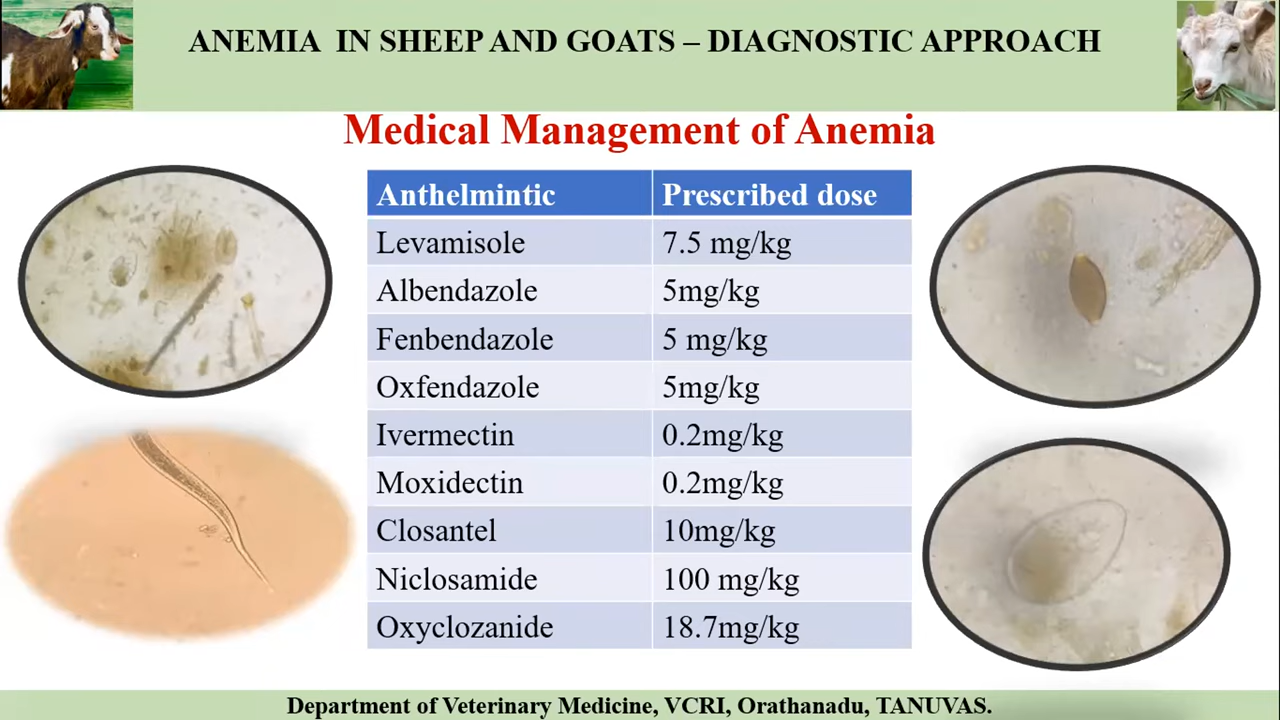 ANEMIA IN SHEEP AND GOATS – DIAGNOSTIC APPROACH
Medical Management of Anemia
Anthelmintic Prescribed dose
Levamisole 7.5 mg/kg
Albendazole 5mg/kg
Fenbendazole 5 mg/kg
Oxfendazole 5mg/kg
Ivermectin 0.2mg/kg
Moxidectin 0.2mg/kg
Closantel 10mg/kg
Niclosamide 100 mg/kg
Oxyclozanide 18.7mg/kg
Department of Veterinary Medicine, VCRI, Orathanadu, TANUVAS.